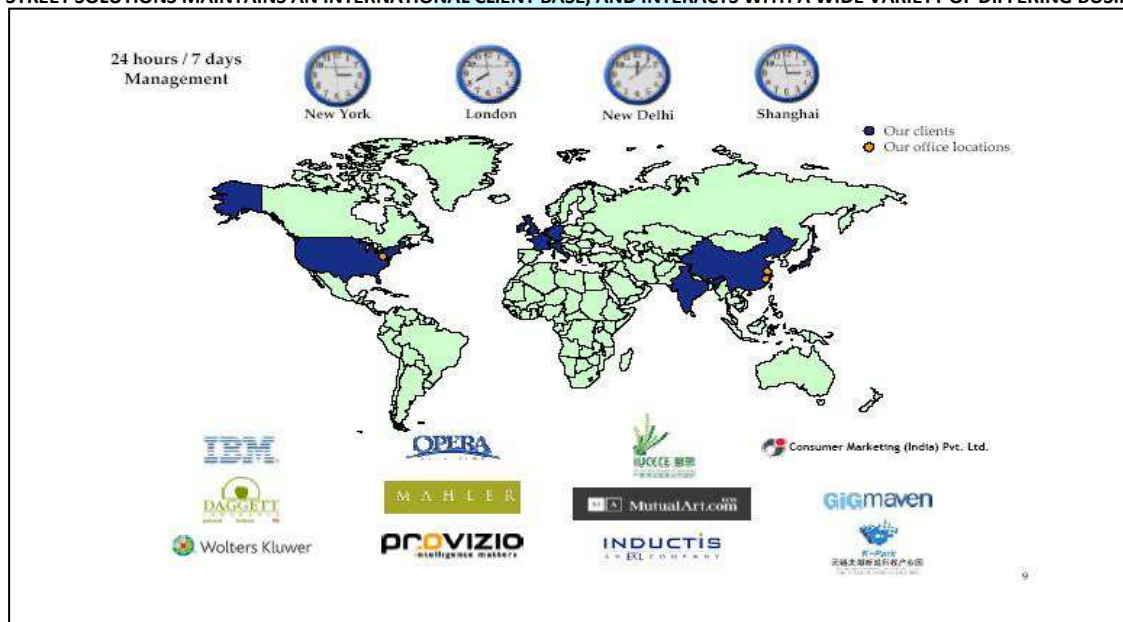 STREET SOLUTIONS MAINTAINS AN INTERNATIONAL CLIENT BASE, AND INTERACTS WITH A WIDE VARIETY OF DIFFERING BUSI
24 hours / 7 days
Management
New York
London
New Delhi
Shanghai
Our clients
Our office locations
IBM
OPERA
Consumer Marketing (India) Pvt. Ltd.
DAGGETT
MAHLER
M A MutualArt.com
GiGmaven
Wolters Kluwer
PROVIZIO
intelligence matters
INDUCTIS
AN EXL COMPANY
K-Park
9